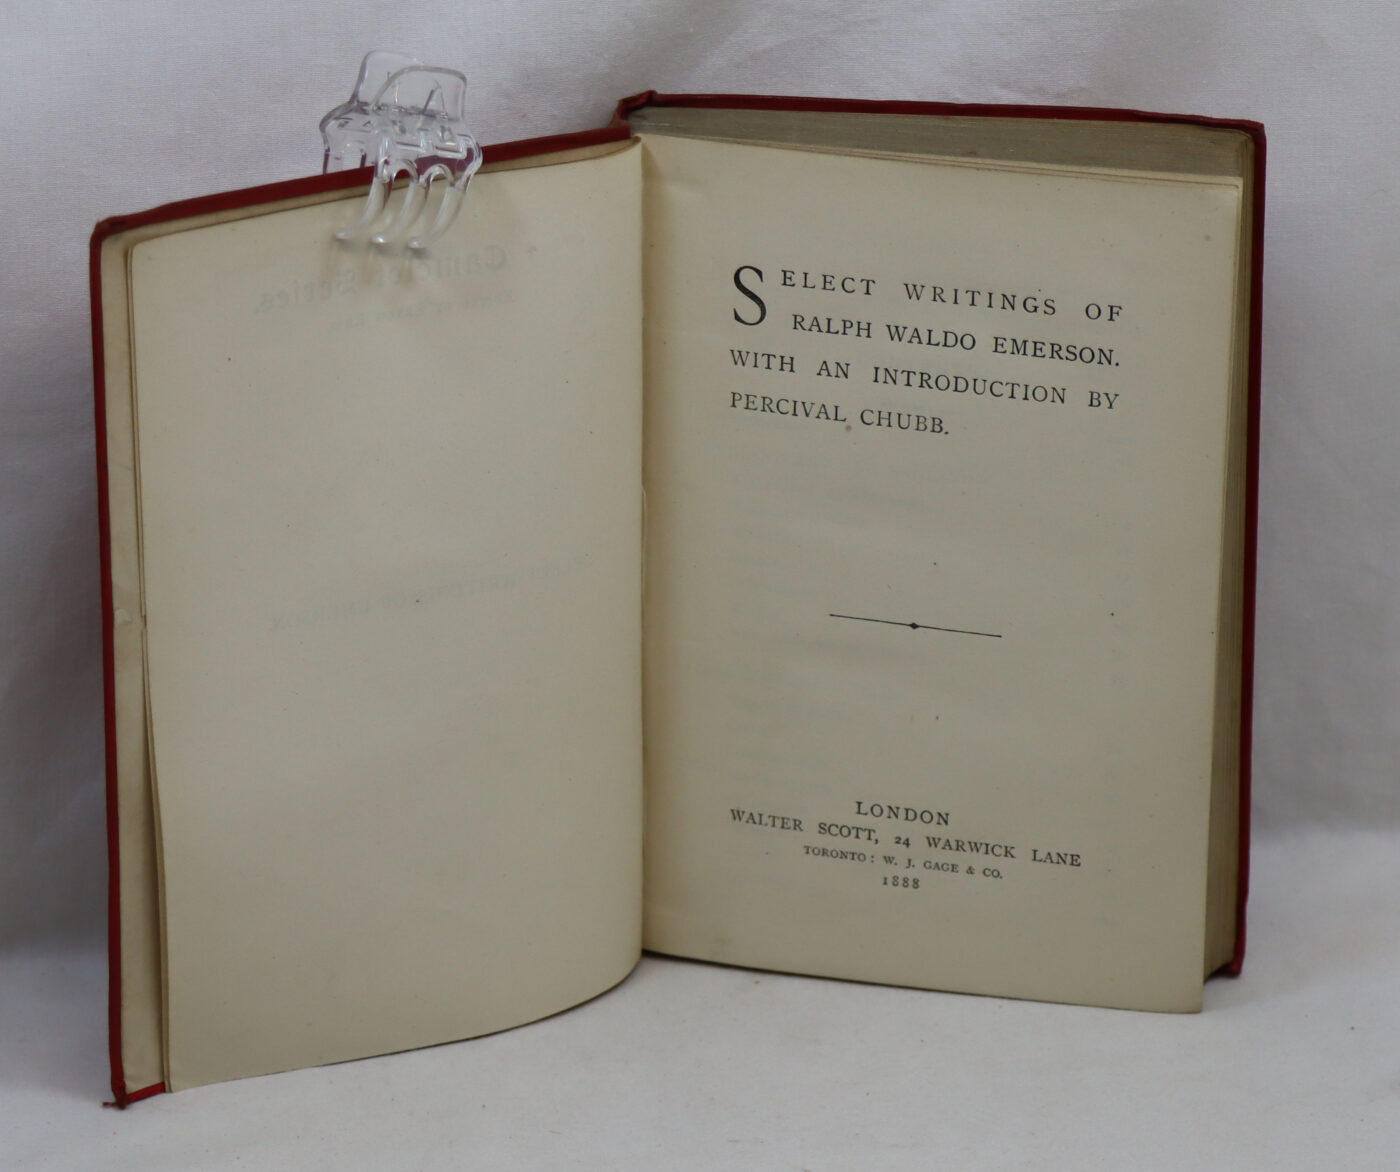 SELECT WRITINGS OF
RALPH WALDO EMERSON.
WITH AN INTRODUCTION BY
PERCIVAL CHUBB.
LONDON
WALTER SCOTT, 24 WARWICK LANE
TORONTO: W. J. GAGE & CO.
1888